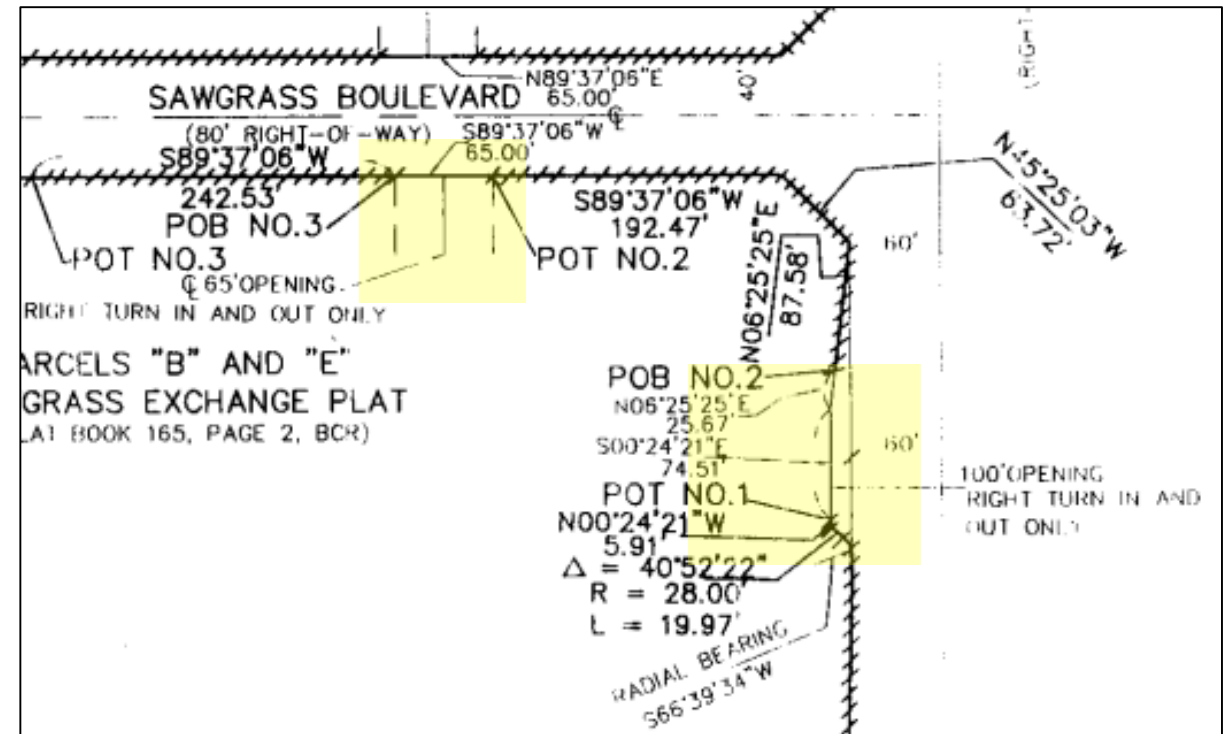 N89°37'06"E
65.00'
SAWGRASS BOULEVARD
40'
(RIGHT
℄
(80' RIGHT-OF-WAY)
S89°37'06"W
65.00'
S89°37'06"W
242.53'
POB NO.3
POT NO.3
℄ 65'OPENING
RIGHT TURN IN AND OUT ONLY
S89°37'06"W
192.47'
POT NO.2
N45°25'03"W
63.72'
60'
N06°25'25"E
87.58'
ARCELS "B" AND "E"
GRASS EXCHANGE PLAT
LAT BOOK 165, PAGE 2, BCR)
POB NO.2
N06°25'25"E
25.67'
S00°24'21"E
74.51'
60'
POT NO.1
N00°24'21"W
5.91'
Δ = 40°52'22"
R = 28.00'
L = 19.97'
100'OPENING
RIGHT TURN IN AND
OUT ONLY
RADIAL BEARING
S66°39'34"W